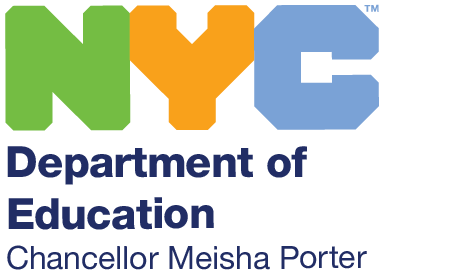 NYC™
Department of
Education
Chancellor Meisha Porter